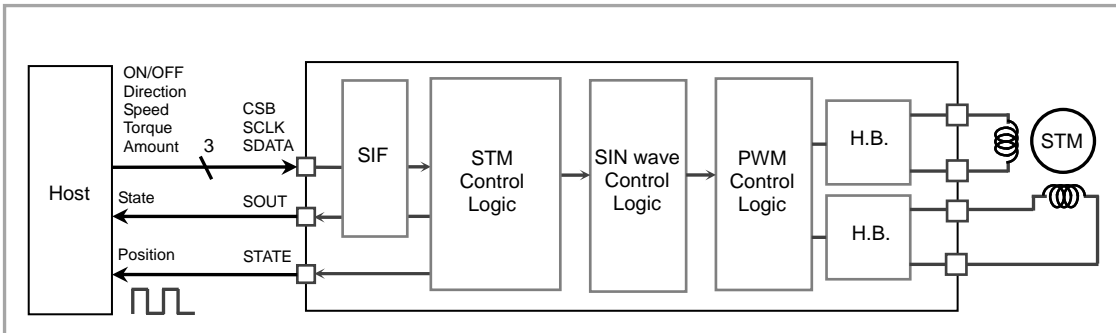 Host
ON/OFF
Direction
Speed
Torque
Amount
3
CSB
SCLK
SDATA
State
SOUT
Position
STATE
SIF
STM
Control
Logic
SIN wave
Control
Logic
PWM
Control
Logic
H.B.
H.B.
STM